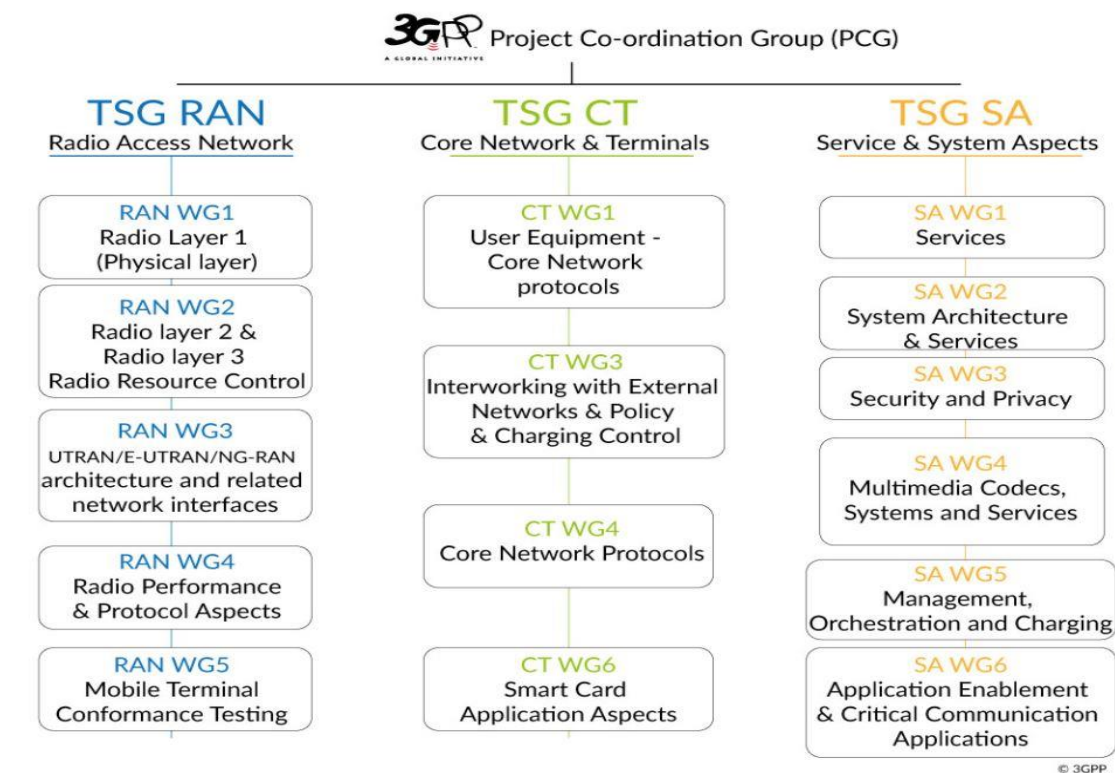 3GPP Project Co-ordination Group (PCG)
A GLOBAL INITIATIVE
TSG RAN
Radio Access Network
RAN WG1
Radio Layer 1
(Physical layer)
RAN WG2
Radio layer 2 &
Radio layer 3
Radio Resource Control
RAN WG3
UTRAN/E-UTRAN/NG-RAN
architecture and related
network interfaces
RAN WG4
Radio Performance
& Protocol Aspects
RAN WG5
Mobile Terminal
Conformance Testing
TSG CT
Core Network & Terminals
CT WG1
User Equipment -
Core Network
protocols
CT WG3
Interworking with External
Networks & Policy
& Charging Control
CT WG4
Core Network Protocols
CT WG6
Smart Card
Application Aspects
TSG SA
Service & System Aspects
SA WG1
Services
SA WG2
System Architecture
& Services
SA WG3
Security and Privacy
SA WG4
Multimedia Codecs,
Systems and Services
SA WG5
Management,
Orchestration and Charging
SA WG6
Application Enablement
& Critical Communication
Applications
© 3GPP